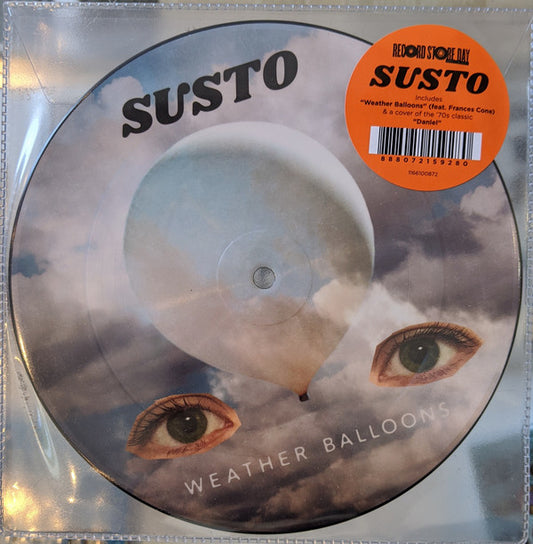 SUSTO
WEATHER BALLOONS
RECORD STORE DAY
SUSTO
Includes
"Weather Balloons" (feat. Frances Cone)
& a cover of the '70s classic
"Daniel"
888072159280
1166100872